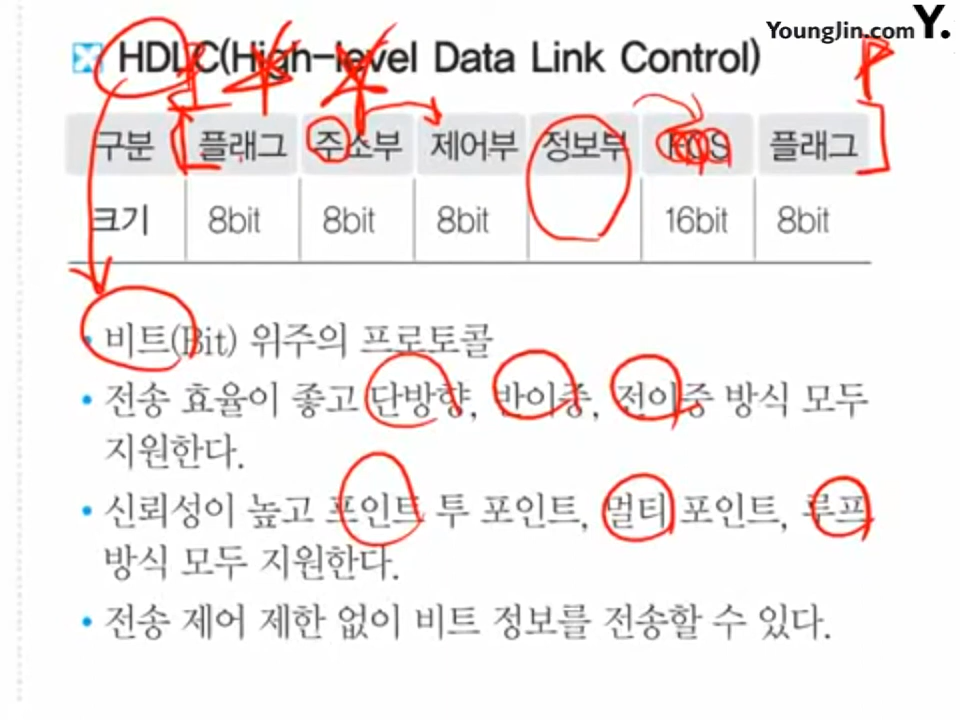 YoungJin.com Y.
HDLC(High-level Data Link Control)
구분 플래그 주소부 제어부 정보부 FCS 플래그
크기 8bit 8bit 8bit 16bit 8bit
• 비트(Bit) 위주의 프로토콜
• 전송 효율이 좋고 단방향, 반이중, 전이중 방식 모두
지원한다.
• 신뢰성이 높고 포인트 투 포인트, 멀티 포인트, 루프
방식 모두 지원한다.
• 전송 제어 제한 없이 비트 정보를 전송할 수 있다.